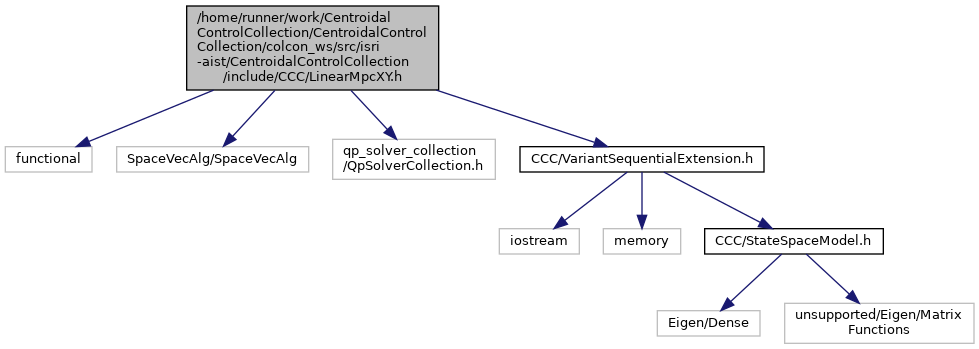 /home/runner/work/Centroidal
ControlCollection/CentroidalControl
Collection/colcon_ws/src/isri
-aist/CentroidalControlCollection
/include/CCC/LinearMpcXY.h
functional
SpaceVecAlg/SpaceVecAlg
qp_solver_collection
/QpSolverCollection.h
CCC/VariantSequentialExtension.h
iostream
memory
CCC/StateSpaceModel.h
Eigen/Dense
unsupported/Eigen/Matrix
Functions